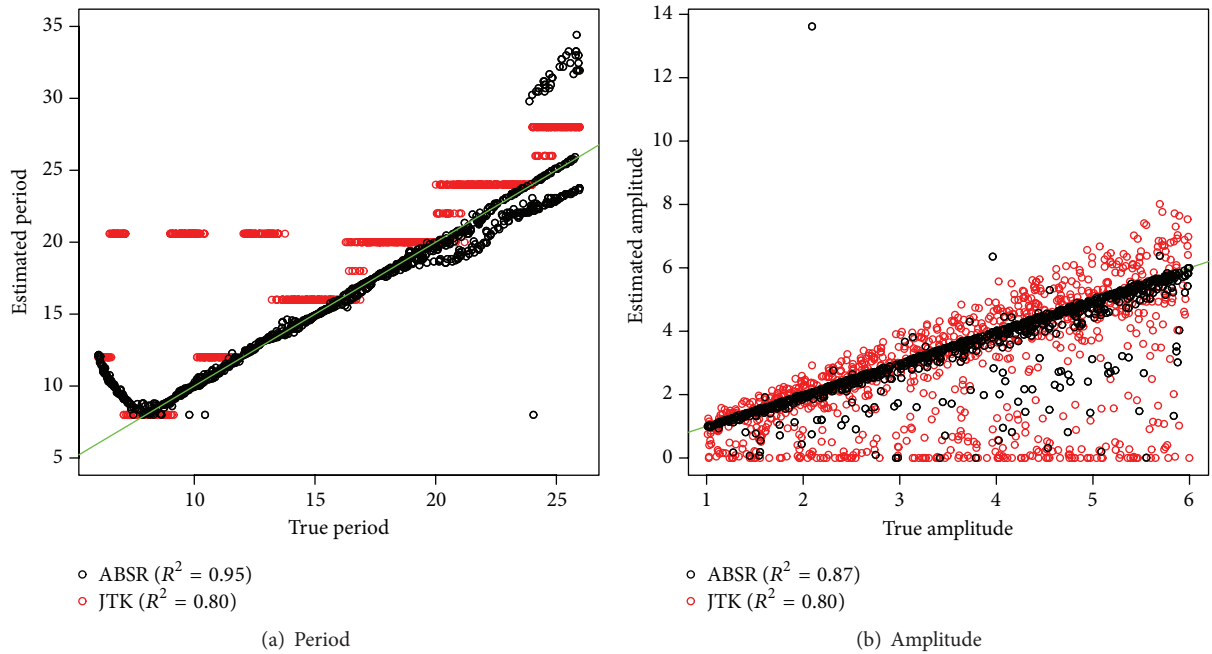 35
30
25
20
15
10
5
Estimated period
10
15
20
25
True period
ABSR (R² = 0.95)
JTK (R² = 0.80)
(a) Period
14
12
10
8
6
4
2
0
Estimated amplitude
1
2
3
4
5
6
True amplitude
ABSR (R² = 0.87)
JTK (R² = 0.80)
(b) Amplitude